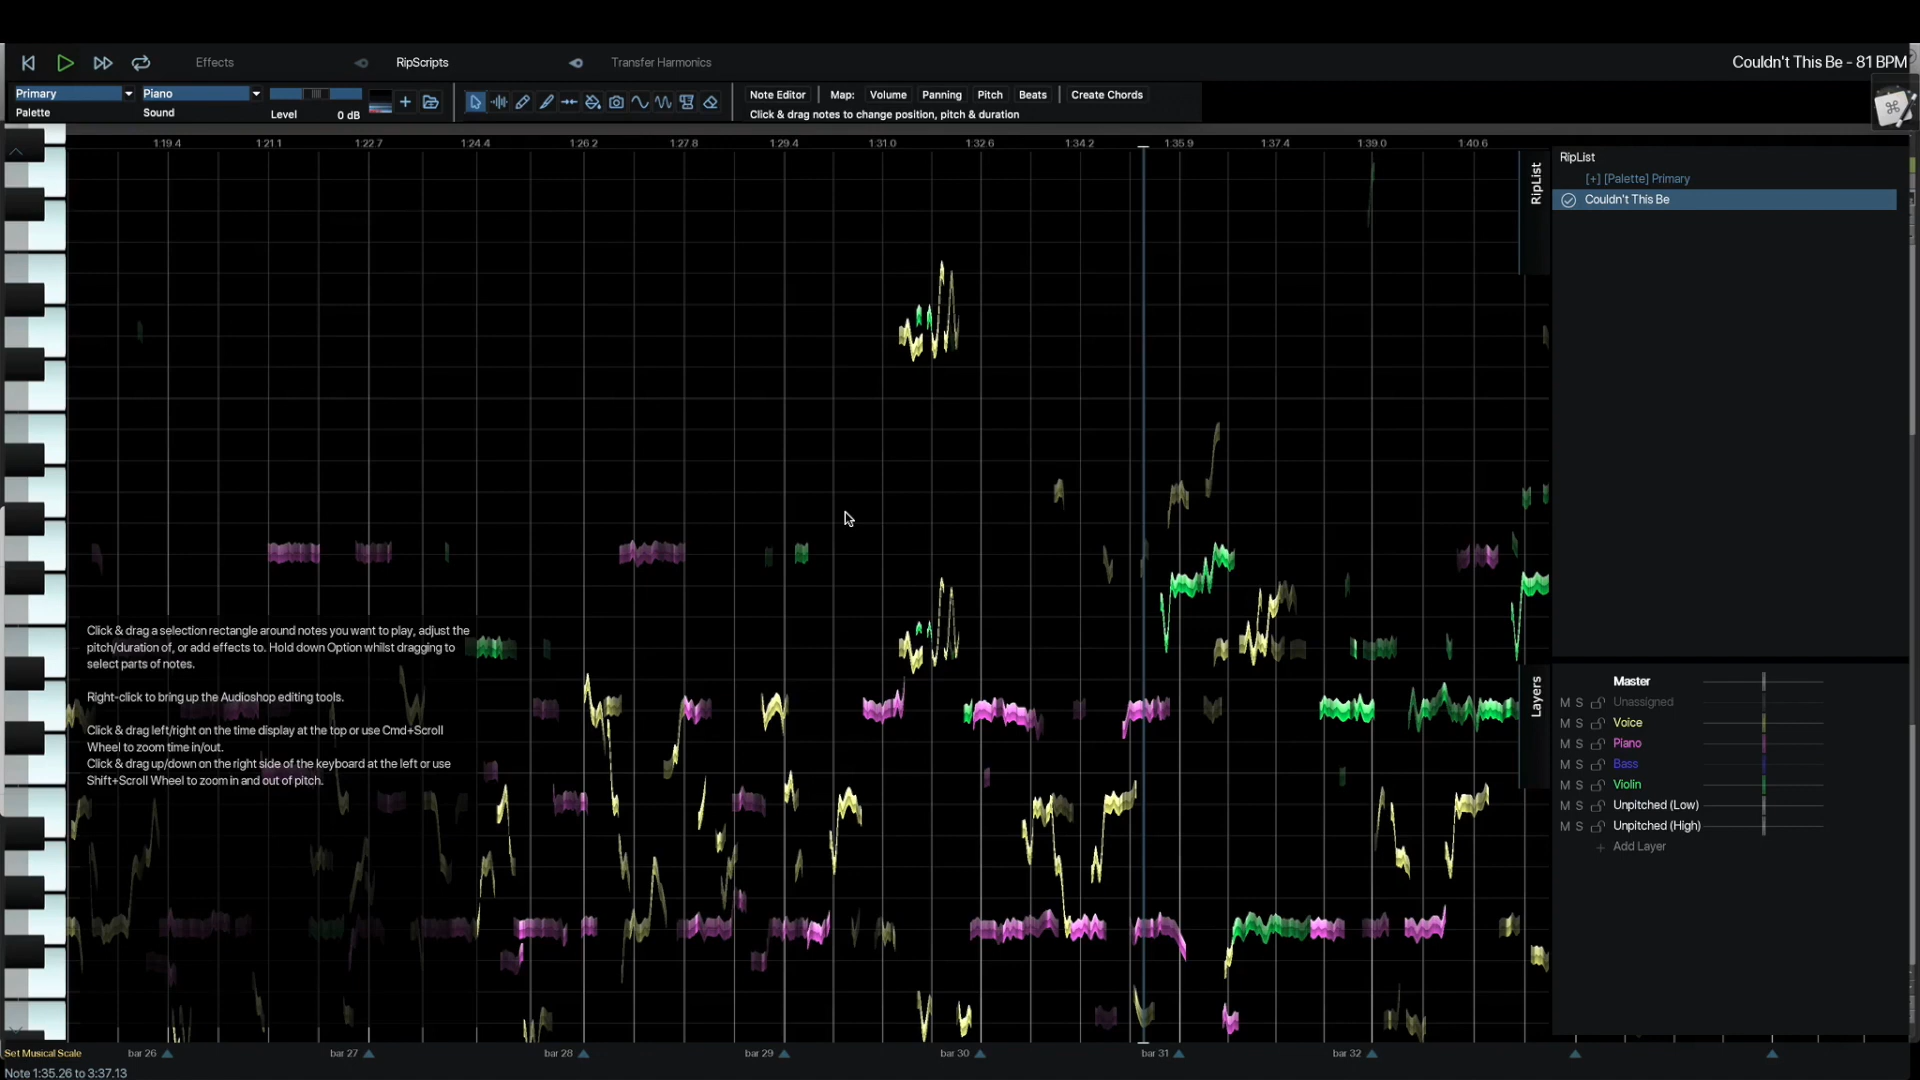 Effects
RipScripts
Transfer Harmonics
Couldn't This Be - 81 BPM
Primary
Piano
Palette
Sound
Level
0 dB
Note Editor
Map:
Volume
Panning
Pitch
Beats
Create Chords
Click & drag notes to change position, pitch & duration
1:19.4
1:21.1
1:22.7
1:24.4
1:26.2
1:27.8
1:29.4
1:31.0
1:32.6
1:34.2
1:35.9
1:37.4
1:39.0
1:40.6
RipList
RipList
[+] [Palette] Primary
Couldn't This Be
Click & drag a selection rectangle around notes you want to play, adjust the
pitch/duration of, or add effects to. Hold down Option whilst dragging to
select parts of notes.
Right-click to bring up the Audioshop editing tools.
Click & drag left/right on the time display at the top or use Cmd+Scroll
Wheel to zoom time in/out.
Click & drag up/down on the right side of the keyboard at the left or use
Shift+Scroll Wheel to zoom in and out of pitch.
Layers
Master
M S Unassigned
M S Voice
M S Piano
M S Bass
M S Violin
M S Unpitched (Low)
M S Unpitched (High)
+ Add Layer
Set Musical Scale
bar 26
bar 27
bar 28
bar 29
bar 30
bar 31
bar 32
Note 1:35.26 to 3:37.13